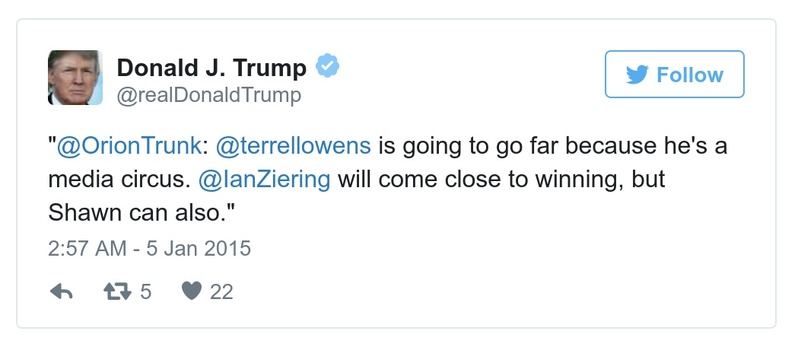 Donald J. Trump
@realDonaldTrump
Follow
"@OrionTrunk: @terrellowens is going to go far because he's a
media circus. @IanZiering will come close to winning, but
Shawn can also."
2:57 AM - 5 Jan 2015
5 22